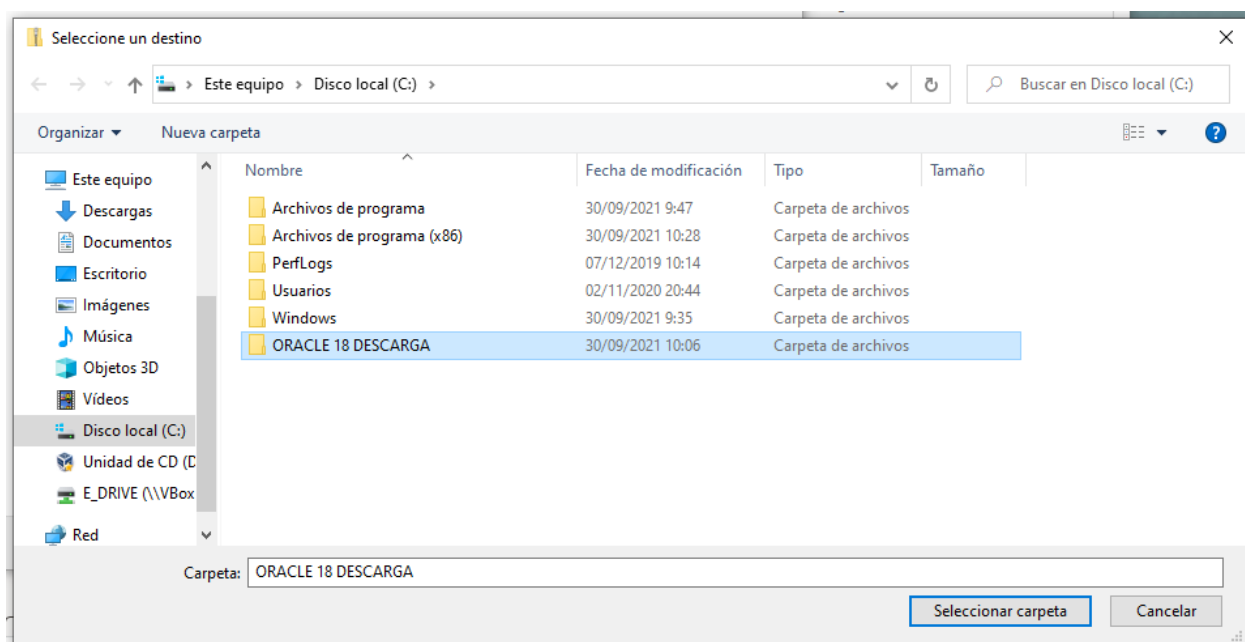 Seleccione un destino
Este equipo > Disco local (C:) >
Buscar en Disco local (C:)
Organizar
Nueva carpeta
Nombre
Fecha de modificación
Tipo
Tamaño
Este equipo
Descargas
Documentos
Escritorio
Imágenes
Música
Objetos 3D
Vídeos
Disco local (C:)
Unidad de CD (D
E_DRIVE (\\VBox
Red
Archivos de programa 30/09/2021 9:47 Carpeta de archivos
Archivos de programa (x86) 30/09/2021 10:28 Carpeta de archivos
PerfLogs 07/12/2019 10:14 Carpeta de archivos
Usuarios 02/11/2020 20:44 Carpeta de archivos
Windows 30/09/2021 9:35 Carpeta de archivos
ORACLE 18 DESCARGA 30/09/2021 10:06 Carpeta de archivos
Carpeta: ORACLE 18 DESCARGA
Seleccionar carpeta
Cancelar